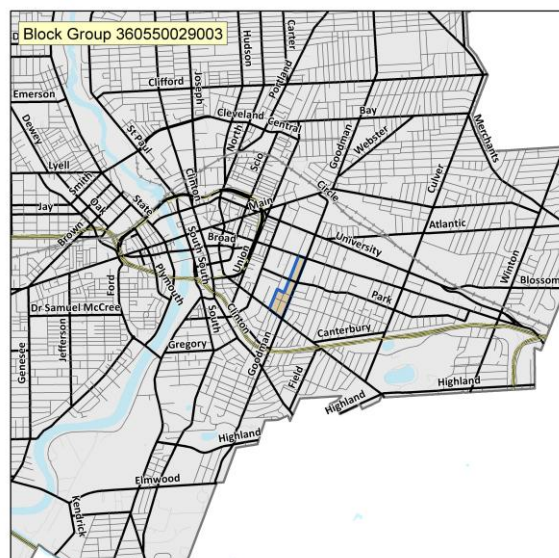 Block Group 360550029003
Hudson
Carter
Portland
Clifford
Joseph
Emerson
Cleveland
Central
Bay
Dewey
St Paul
North
Scio
Goodman
Webster
Merchants
Lyell
Smith
Clinton
Circle
Culver
Oak
State
Main
Jay
Brown
University
Atlantic
South
South
Broad
Union
Winton
Ford
Plymouth
Blossom
Park
Dr Samuel McCree
South
Clinton
Canterbury
Genesee
Jefferson
Gregory
Goodman
Field
Highland
Highland
Highland
Elmwood
Kendrick